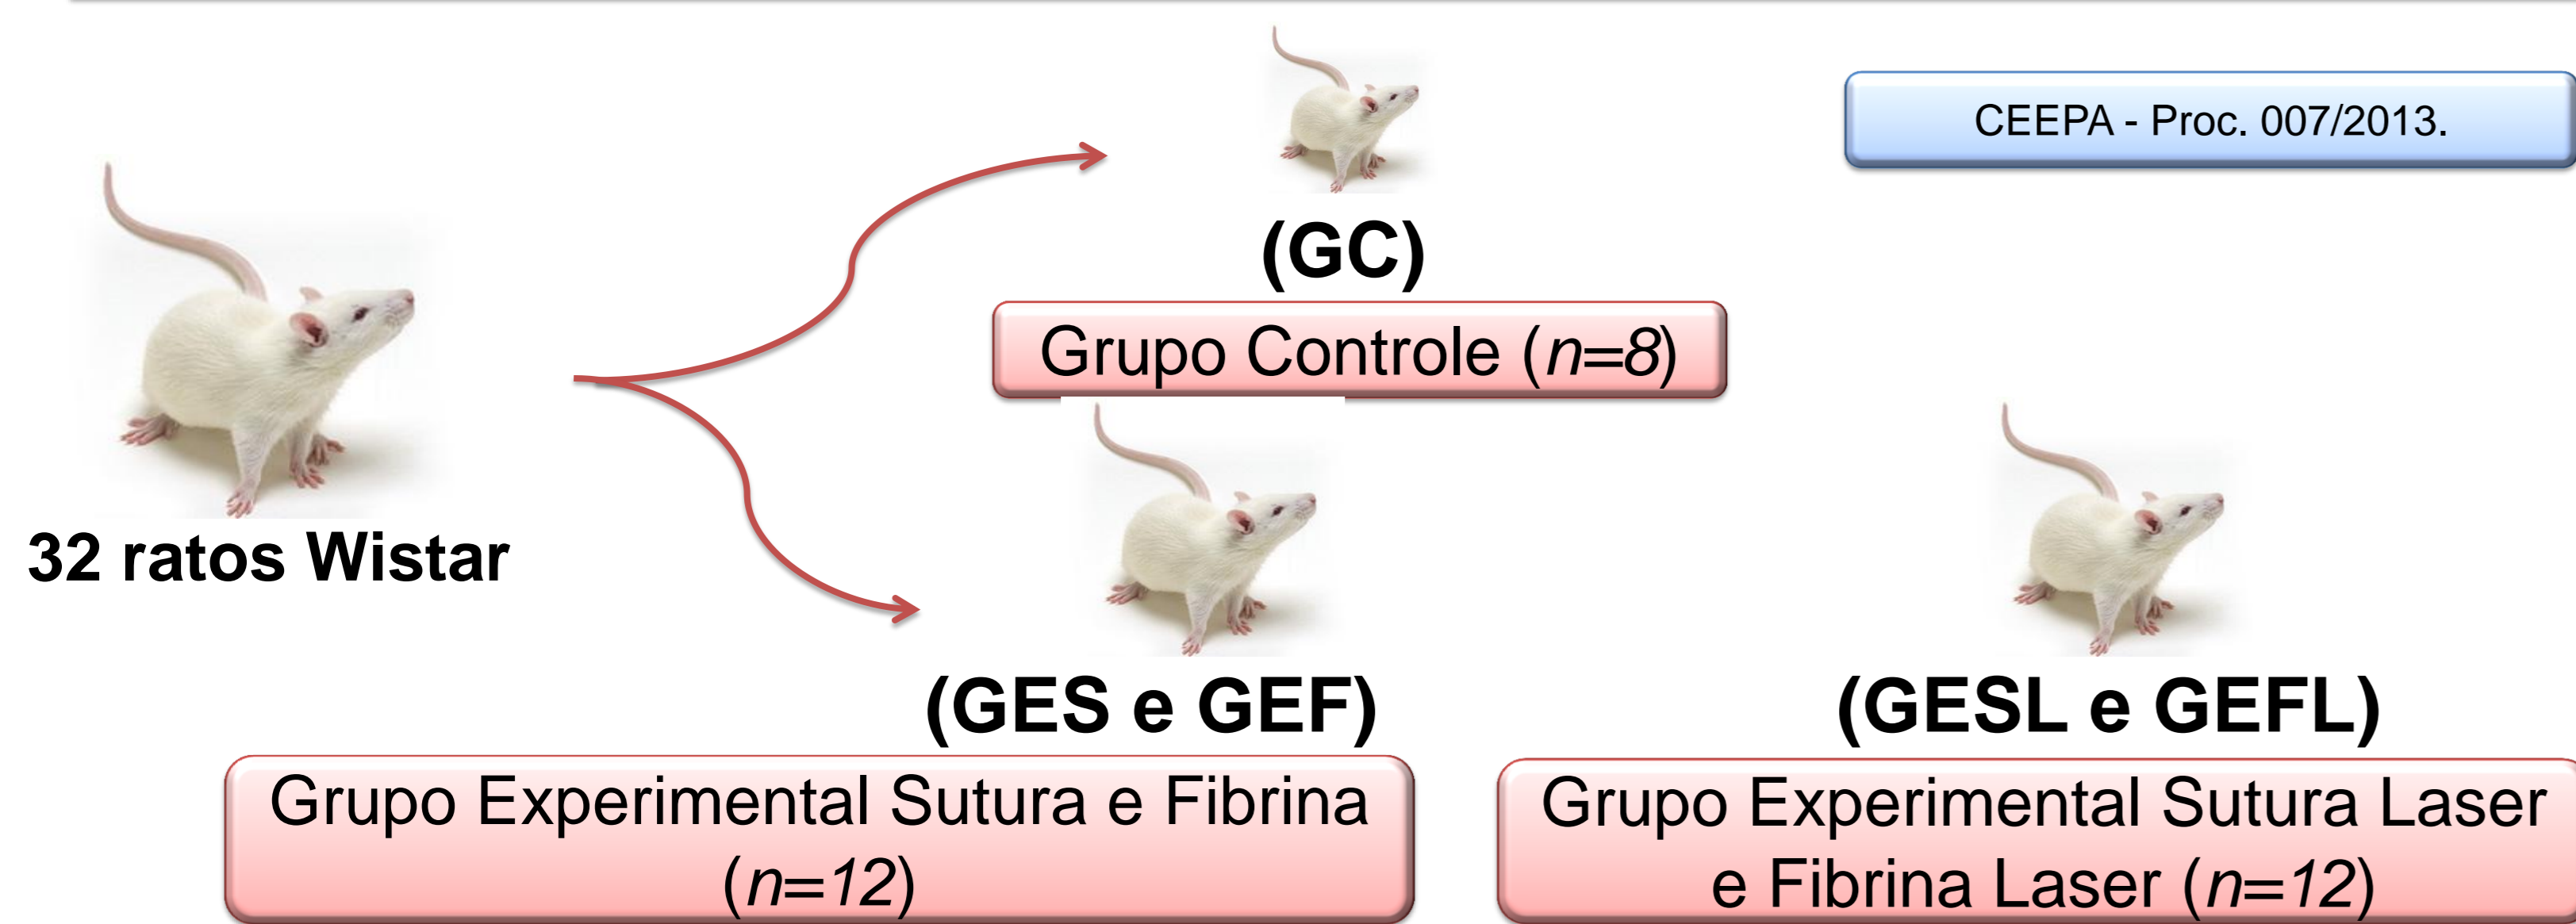 CEEPA - Proc. 007/2013.
(GC)
Grupo Controle (n=8)
32 ratos Wistar
(GES e GEF)
Grupo Experimental Sutura e Fibrina
(n=12)
(GESL e GEFL)
Grupo Experimental Sutura Laser
e Fibrina Laser (n=12)